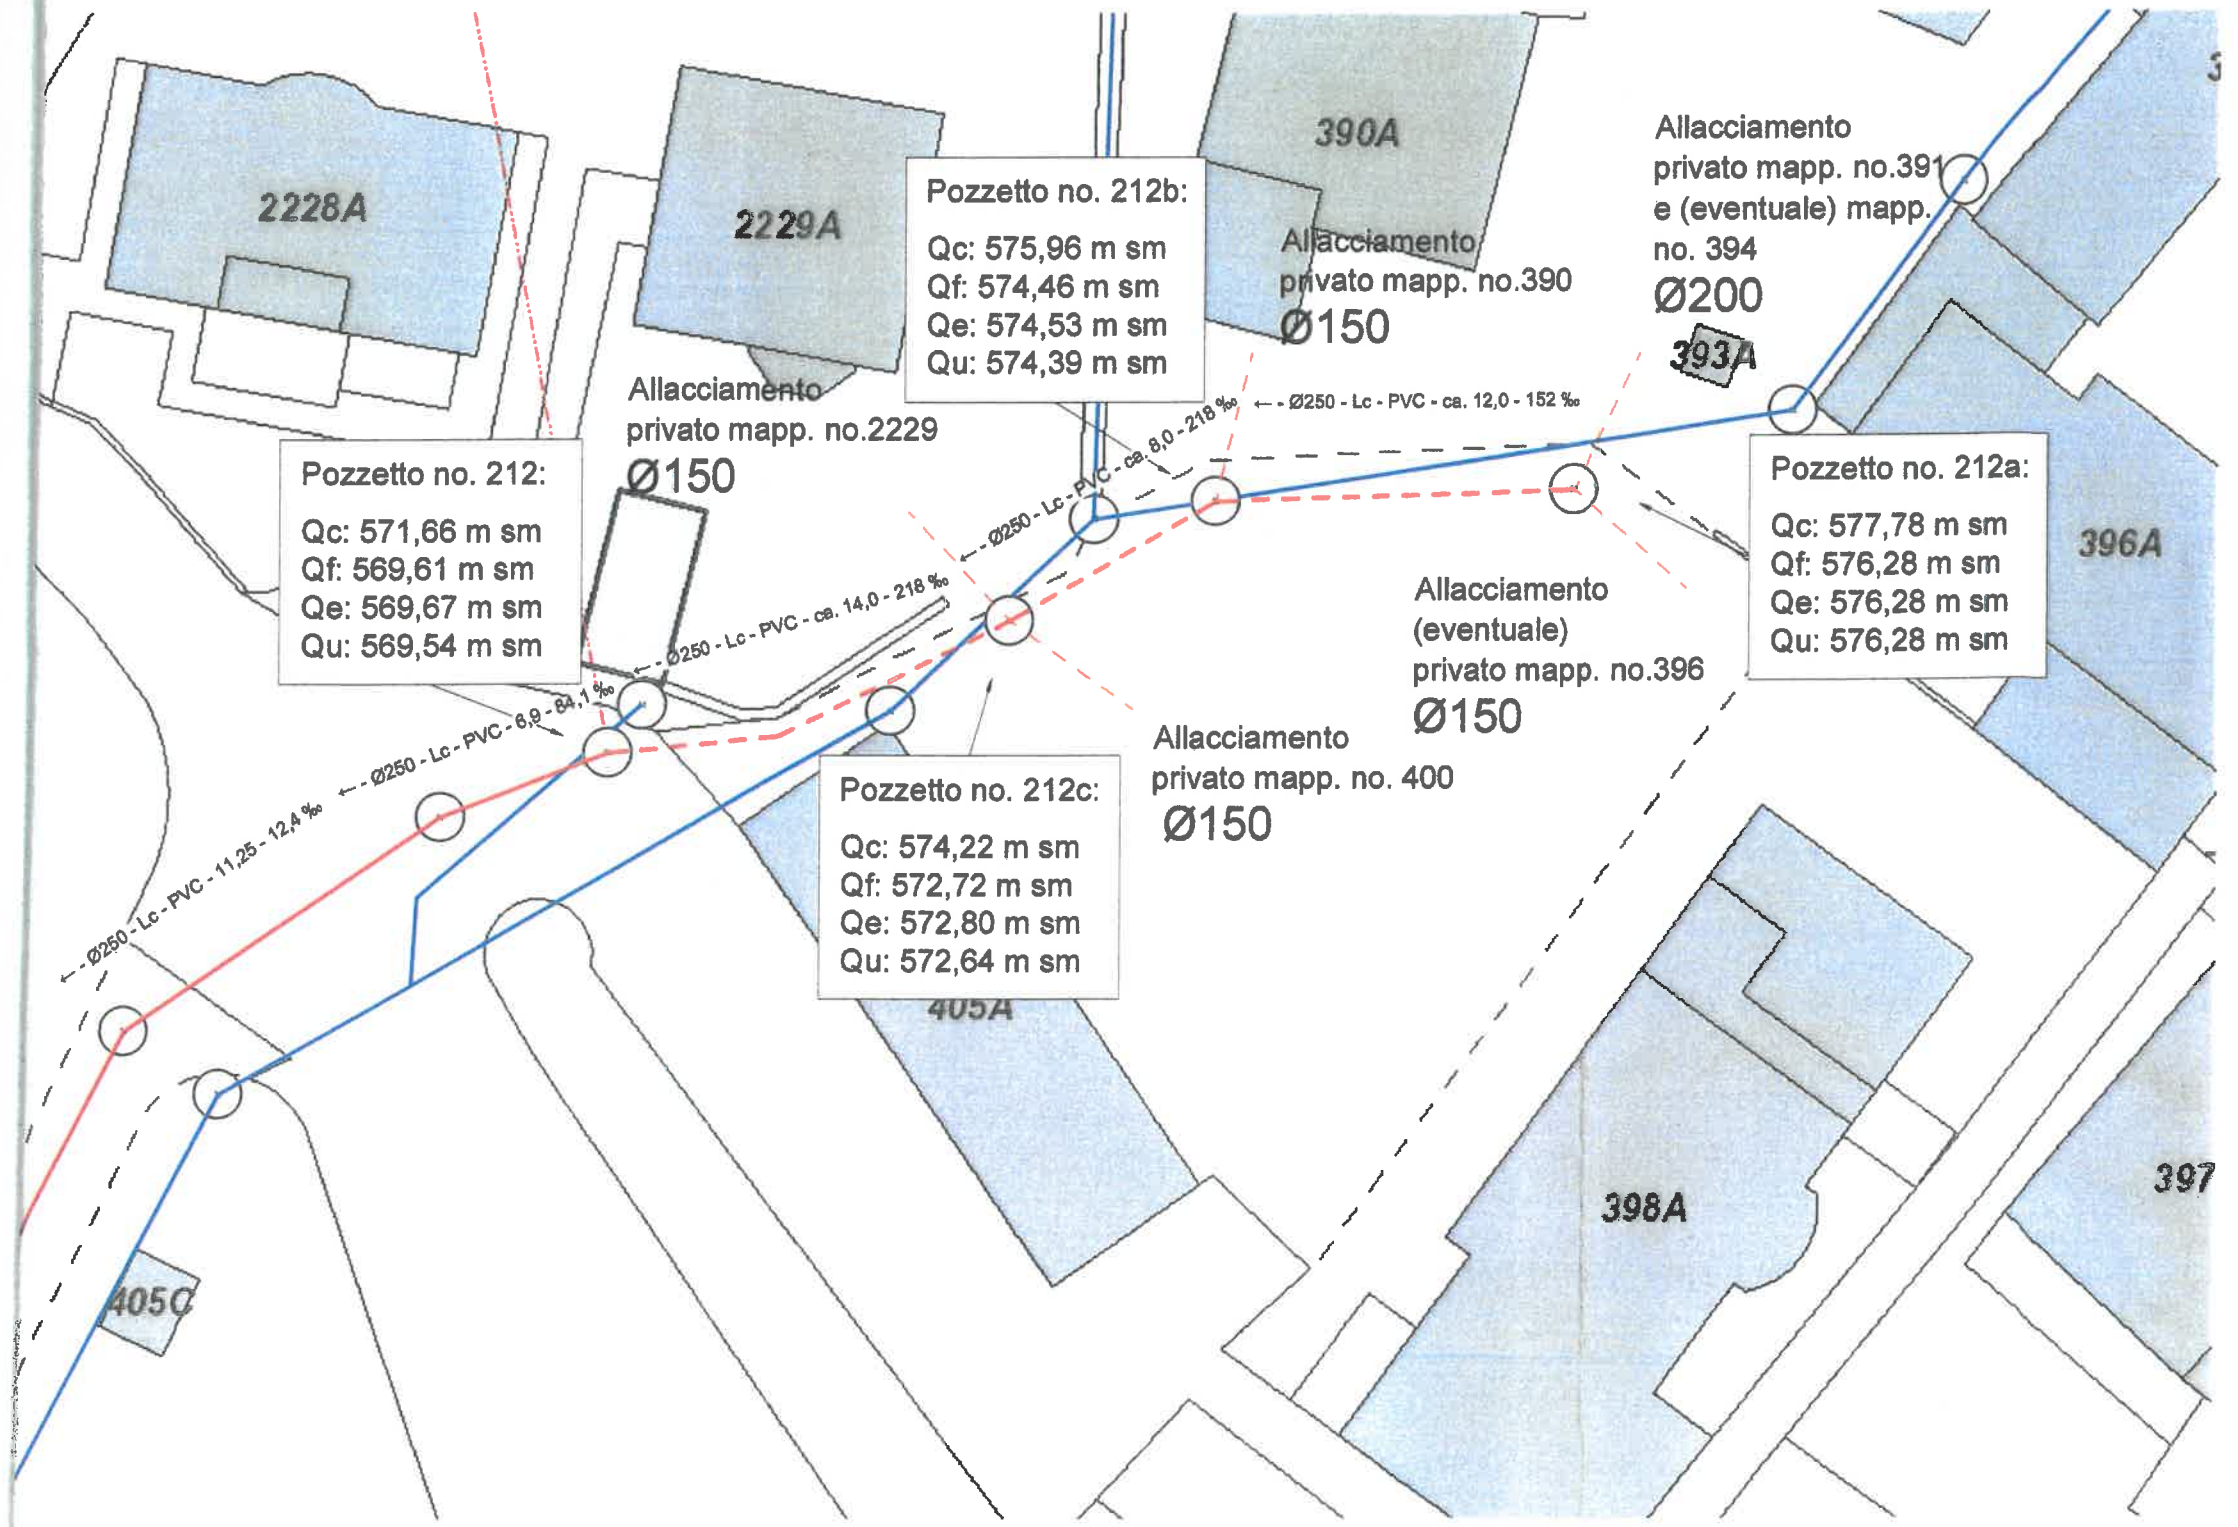 2228A
2229A
390A
Allacciamento
privato mapp. no.391
e (eventuale) mapp.
no. 394
Ø200
393A
Pozzetto no. 212b:
Qc: 575,96 m sm
Qf: 574,46 m sm
Qe: 574,53 m sm
Qu: 574,39 m sm
Allacciamento
privato mapp. no.390
Ø150
Allacciamento
privato mapp. no.2229
Ø150
← - Ø250 - Lc - PVC - ca. 8,0 - 218 ‰
← - Ø250 - Lc - PVC - ca. 12,0 - 152 ‰
Pozzetto no. 212:
Qc: 571,66 m sm
Qf: 569,61 m sm
Qe: 569,67 m sm
Qu: 569,54 m sm
Pozzetto no. 212a:
Qc: 577,78 m sm
Qf: 576,28 m sm
Qe: 576,28 m sm
Qu: 576,28 m sm
396A
← - Ø250 - Lc - PVC - ca. 14,0 - 218 ‰
← - Ø250 - Lc - PVC - 6,9 - 84,1 ‰
← - Ø250 - Lc - PVC - 11,25 - 12,4 ‰
Allacciamento
(eventuale)
privato mapp. no.396
Ø150
Allacciamento
privato mapp. no. 400
Ø150
Pozzetto no. 212c:
Qc: 574,22 m sm
Qf: 572,72 m sm
Qe: 572,80 m sm
Qu: 572,64 m sm
405A
398A
397
405C